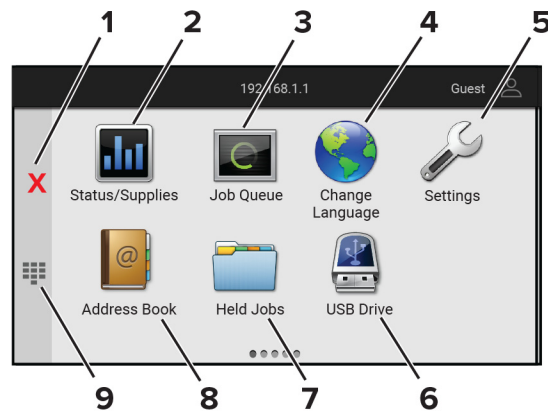 1 2 3 4 5
192.168.1.1 Guest
X
Status/Supplies Job Queue Change Language Settings
@
Address Book Held Jobs USB Drive
9 8 7 6